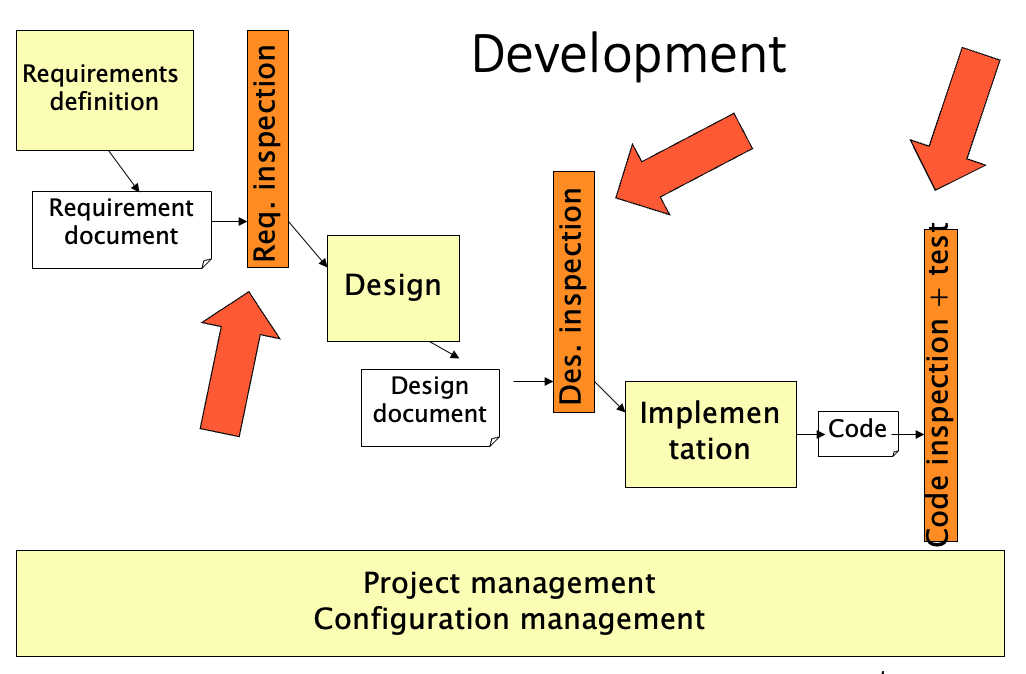 Development
Requirements
definition
Req. inspection
Requirement
document
Design
Design
document
Des. inspection
Implemen
tation
Code
Code inspection + test
Project management
Configuration management